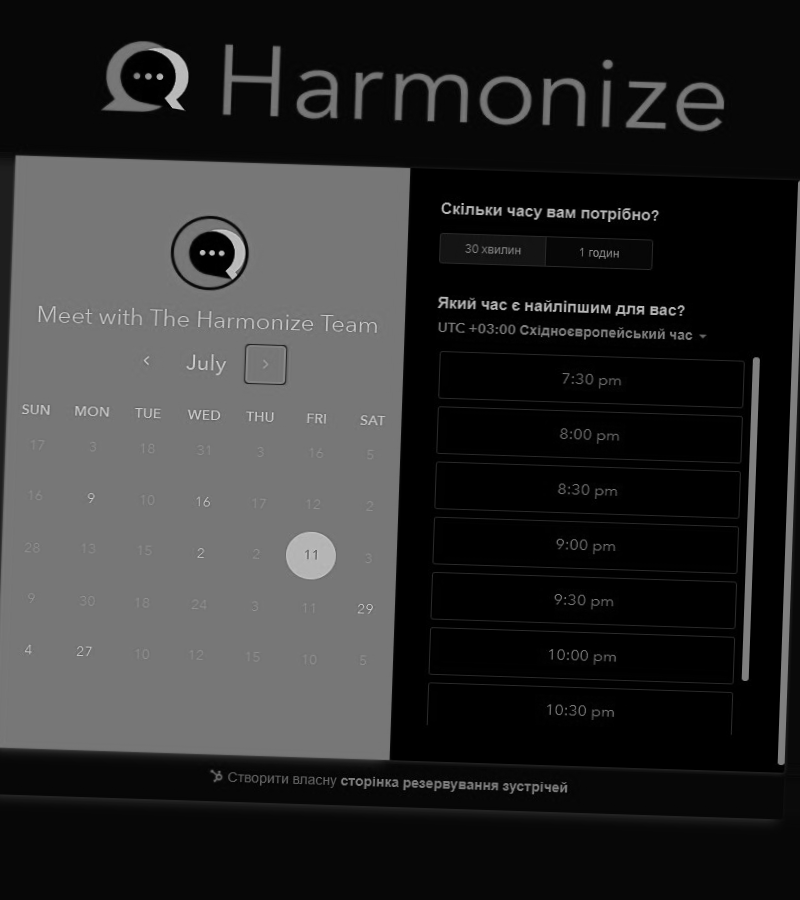 Harmonize
Meet with The Harmonize Team
July
SUN MON TUE WED THU FRI SAT
17 3 18 31 3 16 5
16 9 10 16 17 12 2
28 13 15 2 2 11 3
9 30 18 24 3 11 29
4 27 10 12 15 10 5
Скільки часу вам потрібно?
30 хвилин 1 годин
Який час є найліпшим для вас?
UTC +03:00 Східноєвропейський час
7:30 pm
8:00 pm
8:30 pm
9:00 pm
9:30 pm
10:00 pm
10:30 pm
Створити власну сторінка резервування зустрічей